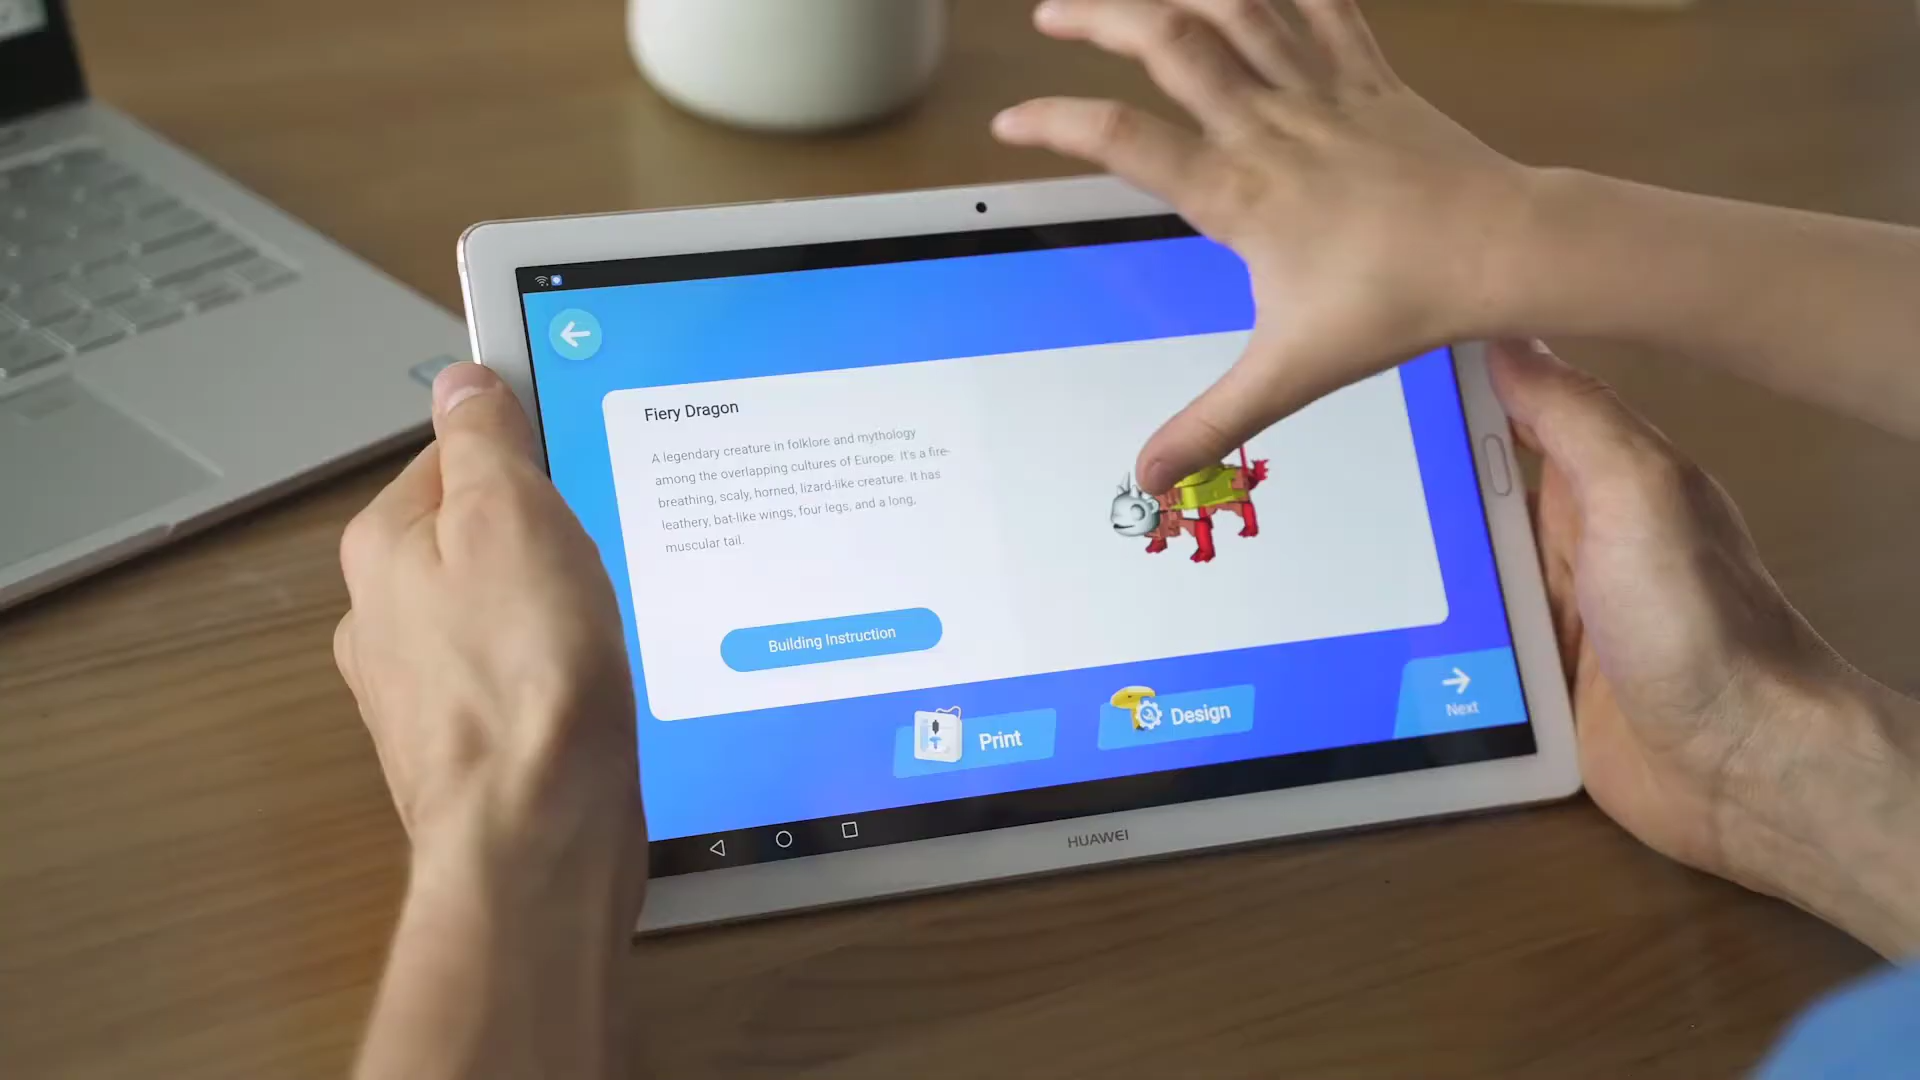 Fiery Dragon
A legendary creature in folklore and mythology
among the overlapping cultures of Europe. It's a fire-
breathing, scaly, horned, lizard-like creature. It has
leathery, bat-like wings, four legs, and a long,
muscular tail.
Building Instruction
Print
Design
Next
HUAWEI